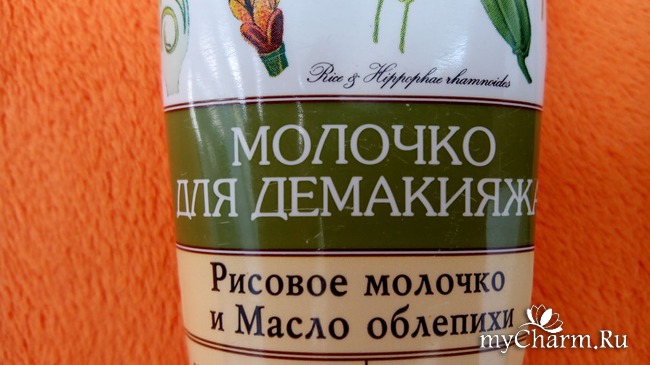 Rice & Hippophae rhamnoides
МОЛОЧКО
ДЛЯ ДЕМАКИЯЖА
Рисовое молочко
и Масло облепихи
myCharm.Ru